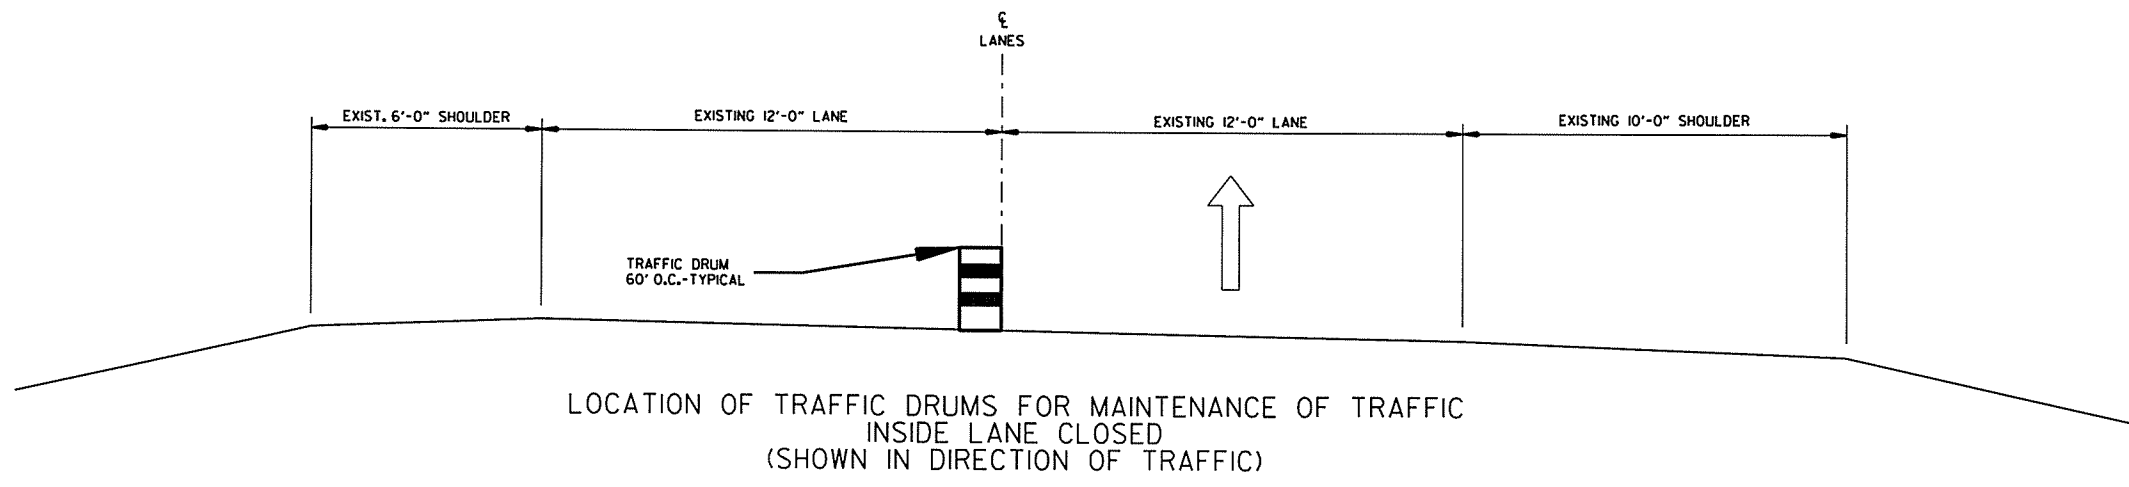 ℄
LANES
EXIST. 6'-0" SHOULDER
EXISTING 12'-0" LANE
EXISTING 12'-0" LANE
EXISTING 10'-0" SHOULDER
TRAFFIC DRUM
60' O.C.-TYPICAL
LOCATION OF TRAFFIC DRUMS FOR MAINTENANCE OF TRAFFIC
INSIDE LANE CLOSED
(SHOWN IN DIRECTION OF TRAFFIC)